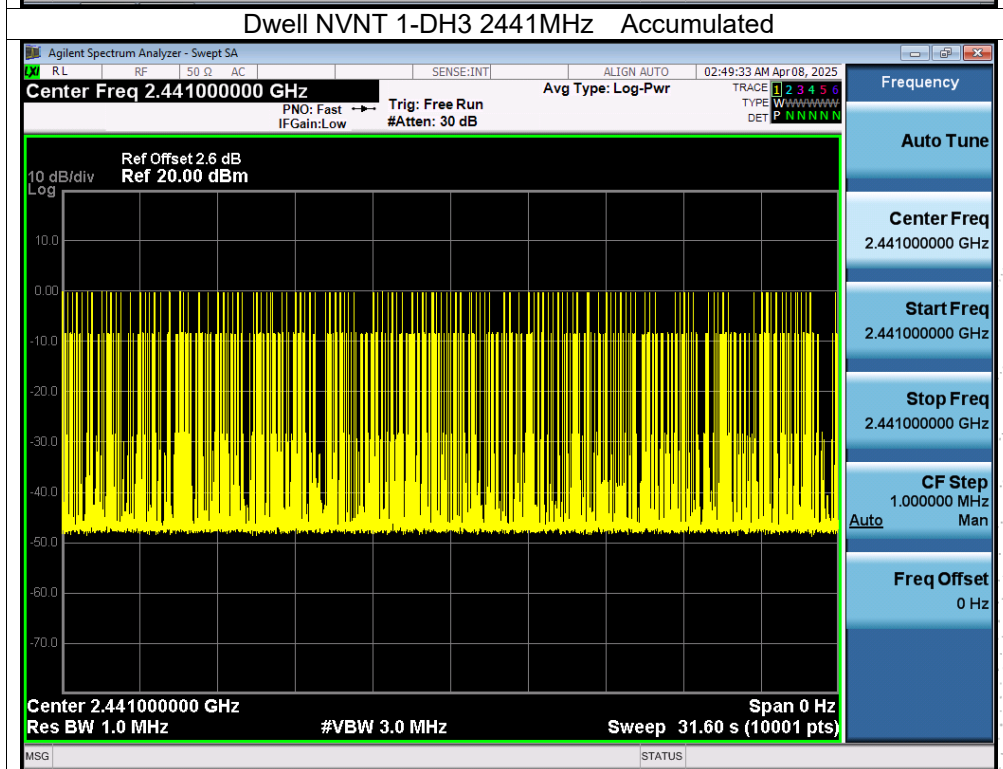 Dwell NVNT 1-DH3 2441MHz Accumulated
Agilent Spectrum Analyzer - Swept SA
LXI RL RF 50 Ω AC SENSE:INT ALIGN AUTO 02:49:33 AM Apr 08, 2025
Center Freq 2.441000000 GHz
PNO: Fast
IFGain:Low
Trig: Free Run
#Atten: 30 dB
Avg Type: Log-Pwr
TRACE 1 2 3 4 5 6
TYPE WWWWWWW
DET P N N N N N
Frequency
Auto Tune
Center Freq
2.441000000 GHz
Start Freq
2.441000000 GHz
Stop Freq
2.441000000 GHz
CF Step
1.000000 MHz
Auto Man
Freq Offset
0 Hz
Ref Offset 2.6 dB
10 dB/div Ref 20.00 dBm
Log
10.0
0.00
-10.0
-20.0
-30.0
-40.0
-50.0
-60.0
-70.0
Center 2.441000000 GHz Span 0 Hz
Res BW 1.0 MHz #VBW 3.0 MHz Sweep 31.60 s (10001 pts)
MSG STATUS